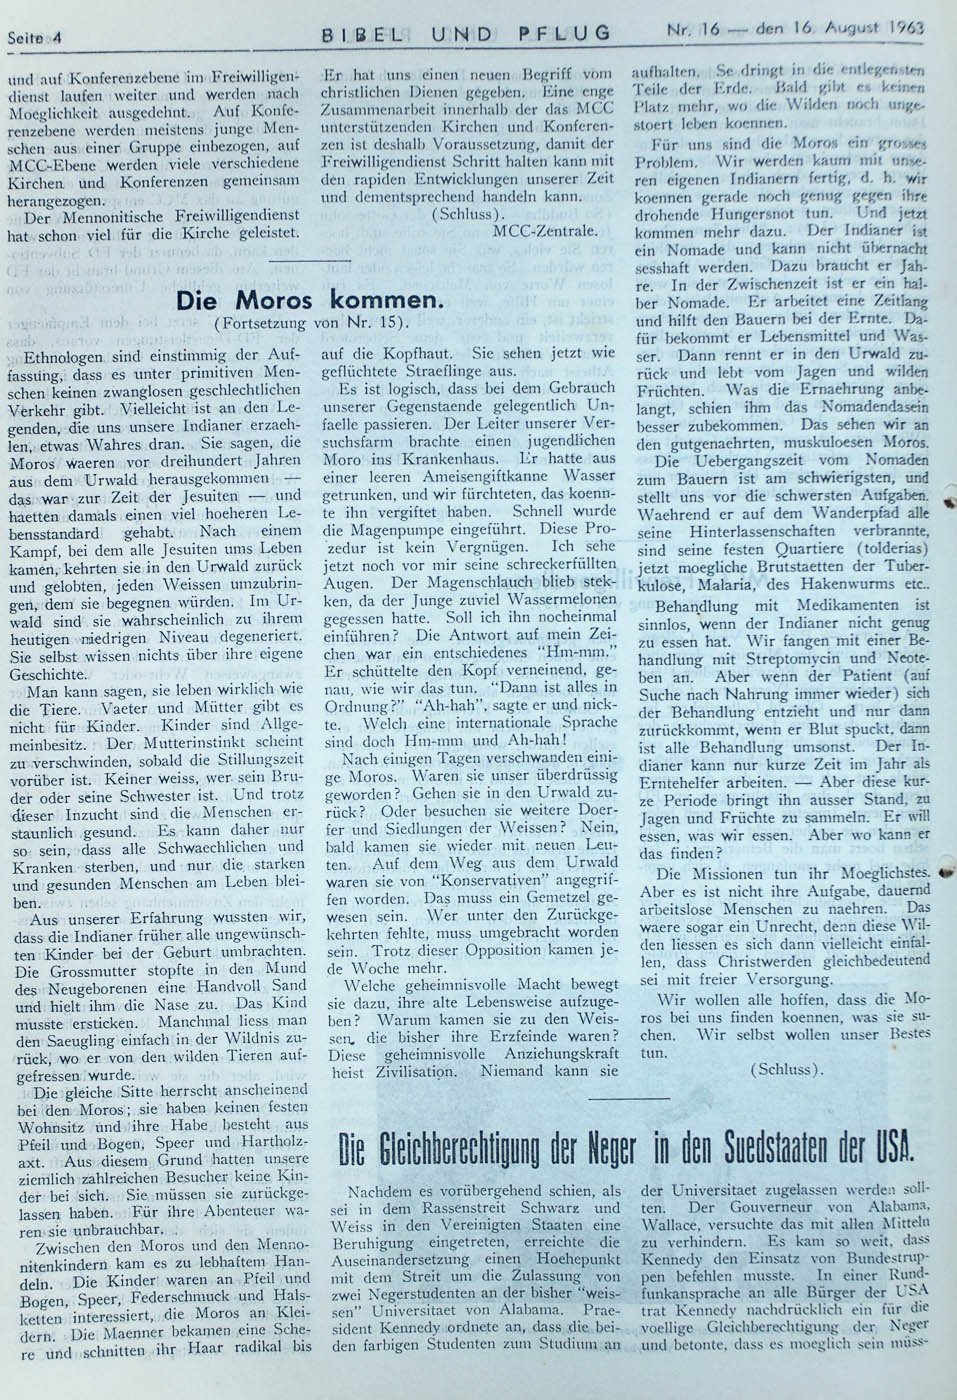 Seite 4
BIBEL UND PFLUG
Nr. 16 — den 16. August 1963
und auf Konferenzebene im Freiwilligen-
dienst laufen weiter und werden nach
Moeglichkeit ausgedehnt. Auf Konfe-
renzebene werden meistens junge Men-
schen aus einer Gruppe einbezogen, auf
MCC-Ebene werden viele verschiedene
Kirchen und Konferenzen gemeinsam
herangezogen.
Der Mennonitische Freiwilligendienst
hat schon viel für die Kirche geleistet.
Er hat uns einen neuen Begriff vom
christlichen Dienen gegeben. Eine enge
Zusammenarbeit innerhalb der das MCC
unterstützenden Kirchen und Konferen-
zen ist deshalb Voraussetzung, damit der
Freiwilligendienst Schritt halten kann mit
den rapiden Entwicklungen unserer Zeit
und dementsprechend handeln kann.
(Schluss).
MCC-Zentrale.
Die Moros kommen.
(Fortsetzung von Nr. 15).
Ethnologen sind einstimmig der Auf-
fassung, dass es unter primitiven Men-
schen keinen zwanglosen geschlechtlichen
Verkehr gibt. Vielleicht ist an den Le-
genden, die uns unsere Indianer erzaeh-
len, etwas Wahres dran. Sie sagen, die
Moros waeren vor dreihundert Jahren
aus dem Urwald herausgekommen —
das war zur Zeit der Jesuiten — und
haetten damals einen viel hoeheren Le-
bensstandard gehabt. Nach einem
Kampf, bei dem alle Jesuiten ums Leben
kamen, kehrten sie in den Urwald zurück
und gelobten, jeden Weissen umzubrin-
gen, dem sie begegnen würden. Im Ur-
wald sind sie wahrscheinlich zu ihrem
heutigen niedrigen Niveau degeneriert.
Sie selbst wissen nichts über ihre eigene
Geschichte.
Man kann sagen, sie leben wirklich wie
die Tiere. Vaeter und Mütter gibt es
nicht für Kinder. Kinder sind Allge-
meinbesitz. Der Mutterinstinkt scheint
zu verschwinden, sobald die Stillungszeit
vorüber ist. Keiner weiss, wer sein Bru-
der oder seine Schwester ist. Und trotz
dieser Inzucht sind die Menschen er-
staunlich gesund. Es kann daher nur
so sein, dass alle Schwaechlichen und
Kranken sterben, und nur die starken
und gesunden Menschen am Leben blei-
ben.
Aus unserer Erfahrung wussten wir,
dass die Indianer früher alle ungewünsch-
ten Kinder bei der Geburt umbrachten.
Die Grossmutter stopfte in den Mund
des Neugeborenen eine Handvoll Sand
und hielt ihm die Nase zu. Das Kind
musste ersticken. Manchmal liess man
den Saeugling einfach in der Wildnis zu-
rück, wo er von den wilden Tieren auf-
gefressen wurde.
Die gleiche Sitte herrscht anscheinend
bei den Moros; sie haben keinen festen
Wohnsitz und ihre Habe besteht aus
Pfeil und Bogen, Speer und Hartholz-
axt. Aus diesem Grund hatten unsere
ziemlich zahlreichen Besucher keine Kin-
der bei sich. Sie müssen sie zurückge-
lassen haben. Für ihre Abenteuer wa-
ren sie unbrauchbar.
Zwischen den Moros und den Menno-
nitenkindern kam es zu lebhaftem Han-
deln. Die Kinder waren an Pfeil und
Bogen, Speer, Federschmuck und Hals-
ketten interessiert, die Moros an Klei-
dern. Die Maenner bekamen eine Sche-
re und schnitten ihr Haar radikal bis
auf die Kopfhaut. Sie sehen jetzt wie
geflüchtete Straeflinge aus.
Es ist logisch, dass bei dem Gebrauch
unserer Gegenstaende gelegentlich Un-
faelle passieren. Der Leiter unserer Ver-
suchsfarm brachte einen jugendlichen
Moro ins Krankenhaus. Er hatte aus
einer leeren Ameisengiftkanne Wasser
getrunken, und wir fürchteten, das koenn-
te ihn vergiftet haben. Schnell wurde
die Magenpumpe eingeführt. Diese Pro-
zedur ist kein Vergnügen. Ich sehe
jetzt noch vor mir seine schreckerfüllten
Augen. Der Magenschlauch blieb stek-
ken, da der Junge zuviel Wassermelonen
gegessen hatte. Soll ich ihn nocheinmal
einführen? Die Antwort auf mein Zei-
chen war ein entschiedenes “Hm-mm.”
Er schüttelte den Kopf verneinend, ge-
nau, wie wir das tun. “Dann ist alles in
Ordnung?” “Ah-hah”, sagte er und nick-
te. Welch eine internationale Sprache
sind doch Hm-mm und Ah-hah!
Nach einigen Tagen verschwanden eini-
ge Moros. Waren sie unser überdrüssig
geworden? Gehen sie in den Urwald zu-
rück? Oder besuchen sie weitere Doer-
fer und Siedlungen der Weissen? Nein,
bald kamen sie wieder mit neuen Leu-
ten. Auf dem Weg aus dem Urwald
waren sie von “Konservativen” angegrif-
fen worden. Das muss ein Gemetzel ge-
wesen sein. Wer unter den Zurückge-
kehrten fehlte, muss umgebracht worden
sein. Trotz dieser Opposition kamen je-
de Woche mehr.
Welche geheimnisvolle Macht bewegt
sie dazu, ihre alte Lebensweise aufzuge-
ben? Warum kamen sie zu den Weis-
sen, die bisher ihre Erzfeinde waren?
Diese geheimnisvolle Anziehungskraft
heist Zivilisation. Niemand kann sie
aufhalten. Se dringt in die entlegensten
Teile der Erde. Bald gibt es keinen
Platz mehr, wo die Wilden noch unge-
stoert leben koennen.
Für uns sind die Moros ein grosses
Problem. Wir werden kaum mit unse-
ren eigenen Indianern fertig, d. h. wir
koennen gerade noch genug gegen ihre
drohende Hungersnot tun. Und jetzt
kommen mehr dazu. Der Indianer ist
ein Nomade und kann nicht übernacht
sesshaft werden. Dazu braucht er Jah-
re. In der Zwischenzeit ist er ein hal-
ber Nomade. Er arbeitet eine Zeitlang
und hilft den Bauern bei der Ernte. Da-
für bekommt er Lebensmittel und Was-
ser. Dann rennt er in den Urwald zu-
rück und lebt vom Jagen und wilden
Früchten. Was die Ernaehrung anbe-
langt, schien ihm das Nomadendasein
besser zubekommen. Das sehen wir an
den gutgenaehrten, muskuloesen Moros.
Die Uebergangszeit vom Nomaden
zum Bauern ist am schwierigsten, und
stellt uns vor die schwersten Aufgaben.
Waehrend er auf dem Wanderpfad alle
seine Hinterlassenschaften verbrannte,
sind seine festen Quartiere (tolderias)
jetzt moegliche Brutstaetten der Tuber-
kulose, Malaria, des Hakenwurms etc..
Behandlung mit Medikamenten ist
sinnlos, wenn der Indianer nicht genug
zu essen hat. Wir fangen mit einer Be-
handlung mit Streptomycin und Neote-
ben an. Aber wenn der Patient (auf
Suche nach Nahrung immer wieder) sich
der Behandlung entzieht und nur dann
zurückkommt, wenn er Blut spuckt, dann
ist alle Behandlung umsonst. Der In-
dianer kann nur kurze Zeit im Jahr als
Erntehelfer arbeiten. — Aber diese kur-
ze Periode bringt ihn ausser Stand, zu
Jagen und Früchte zu sammeln. Er will
essen, was wir essen. Aber wo kann er
das finden?
Die Missionen tun ihr Moeglichstes.
Aber es ist nicht ihre Aufgabe, dauernd
arbeitslose Menschen zu naehren. Das
waere sogar ein Unrecht, denn diese Wil-
den liessen es sich dann vielleicht einfal-
len, dass Christwerden gleichbedeutend
sei mit freier Versorgung.
Wir wollen alle hoffen, dass die Mo-
ros bei uns finden koennen, was sie su-
chen. Wir selbst wollen unser Bestes
tun.
(Schluss).
Die Gleichberechtigung der Neger in den Suedstaaten der USA.
Nachdem es vorübergehend schien, als
sei in dem Rassenstreit Schwarz und
Weiss in den Vereinigten Staaten eine
Beruhigung eingetreten, erreichte die
Auseinandersetzung einen Hoehepunkt
mit dem Streit um die Zulassung von
zwei Negerstudenten an der bisher “weis-
sen” Universitaet von Alabama. Prae-
sident Kennedy ordnete an, dass die bei-
den farbigen Studenten zum Studium an
der Universitaet zugelassen werden soll-
ten. Der Gouverneur von Alabama,
Wallace, versuchte das mit allen Mitteln
zu verhindern. Es kam so weit, dass
Kennedy den Einsatz von Bundestrup-
pen befehlen musste. In einer Rund-
funkansprache an alle Bürger der USA
trat Kennedy nachdrücklich ein für die
voellige Gleichberechtigung der Neger
und betonte, dass es moeglich sein müss-